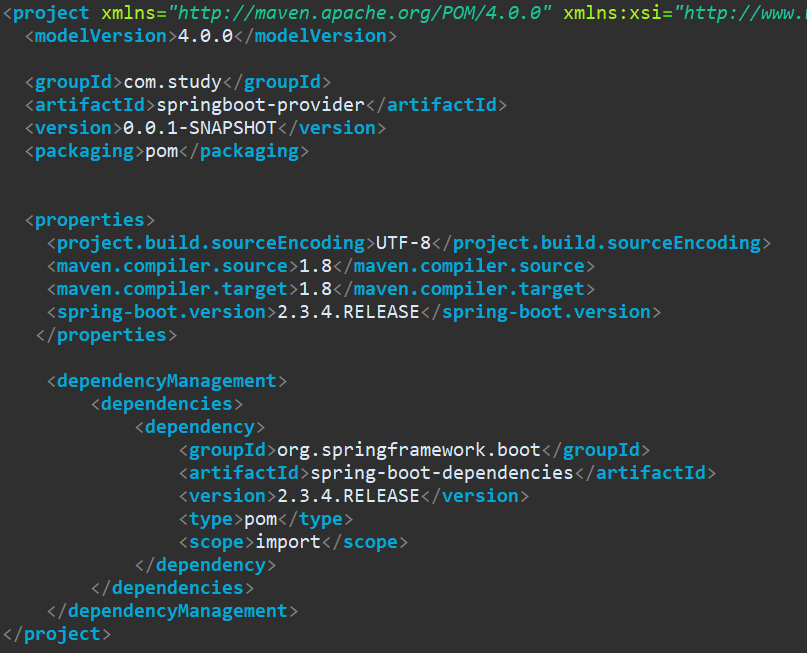 <project xmlns="http://maven.apache.org/POM/4.0.0" xmlns:xsi="http://www.
<modelVersion>4.0.0</modelVersion>
<groupId>com.study</groupId>
<artifactId>springboot-provider</artifactId>
<version>0.0.1-SNAPSHOT</version>
<packaging>pom</packaging>
<properties>
<project.build.sourceEncoding>UTF-8</project.build.sourceEncoding>
<maven.compiler.source>1.8</maven.compiler.source>
<maven.compiler.target>1.8</maven.compiler.target>
<spring-boot.version>2.3.4.RELEASE</spring-boot.version>
</properties>
<dependencyManagement>
<dependencies>
<dependency>
<groupId>org.springframework.boot</groupId>
<artifactId>spring-boot-dependencies</artifactId>
<version>2.3.4.RELEASE</version>
<type>pom</type>
<scope>import</scope>
</dependency>
</dependencies>
</dependencyManagement>
</project>